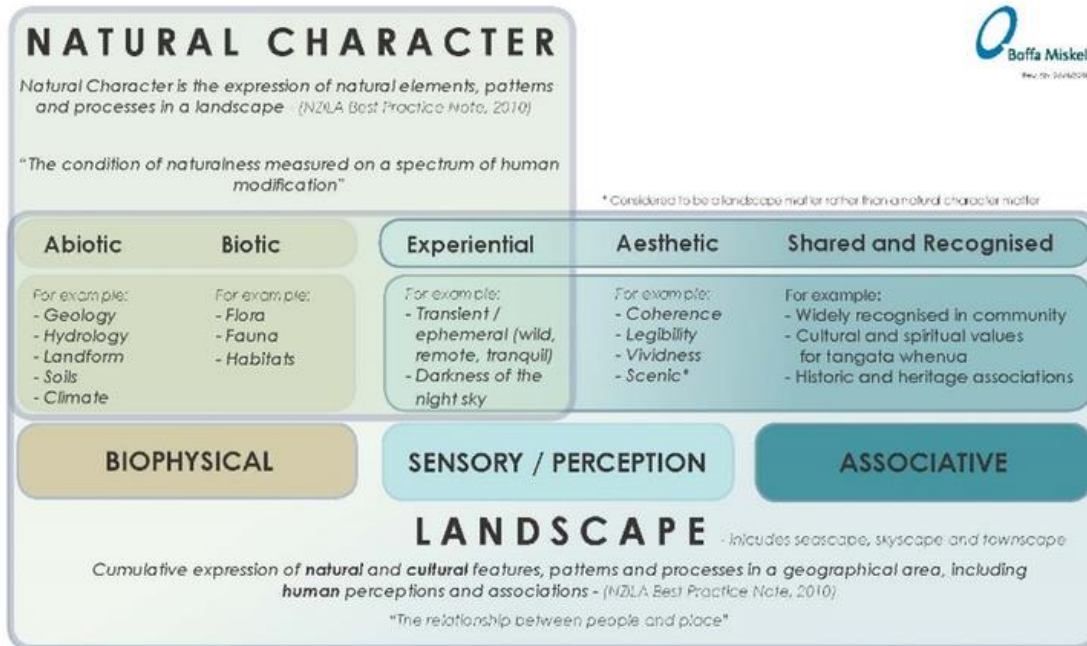 NATURAL CHARACTER
Natural Character is the expression of natural elements, patterns
and processes in a landscape - (NZILA Best Practice Note, 2010)
"The condition of naturalness measured on a spectrum of human
modification"
Boffa Miskell
* Considered to be a landscape matter rather than a natural character matter
Abiotic
For example:
- Geology
- Hydrology
- Landform
- Soils
- Climate
Biotic
For example:
- Flora
- Fauna
- Habitats
Experiential
For example:
- Transient /
ephemeral (wild,
remote, tranquil)
- Darkness of the
night sky
Aesthetic
For example:
- Coherence
- Legibility
- Vividness
- Scenic*
Shared and Recognised
For example:
- Widely recognised in community
- Cultural and spiritual values
for tangata whenua
- Historic and heritage associations
BIOPHYSICAL
SENSORY / PERCEPTION
ASSOCIATIVE
LANDSCAPE - inlcudes seascape, skyscape and townscape
Cumulative expression of natural and cultural features, patterns and processes in a geographical area, including
human perceptions and associations - (NZILA Best Practice Note, 2010)
"The relationship between people and place"